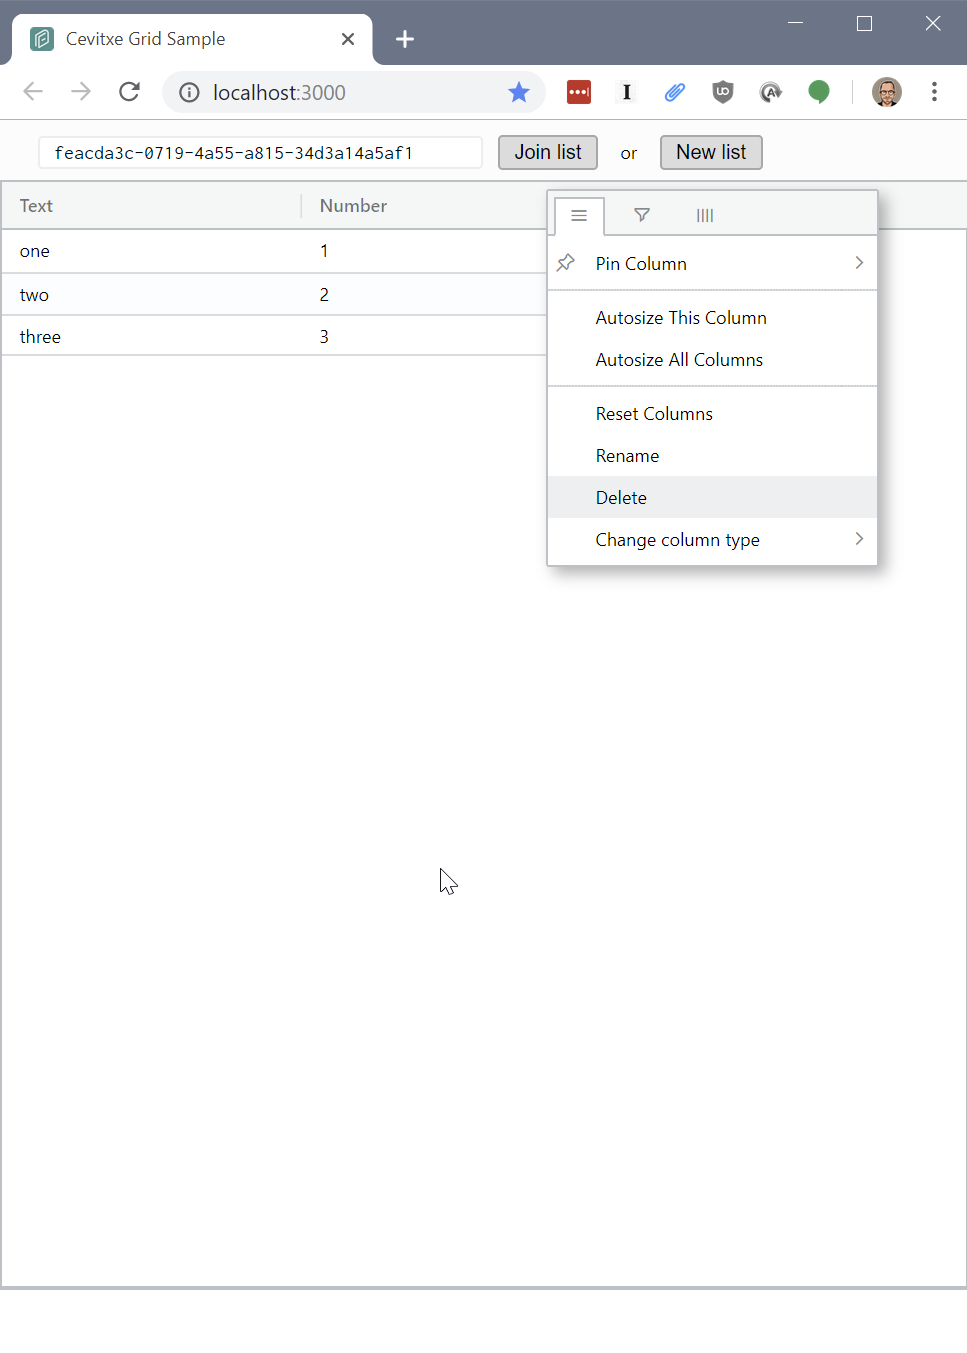 Cevitxe Grid Sample
localhost:3000
feacda3c-0719-4a55-a815-34d3a14a5af1 Join list or New list
Text Number
one 1
two 2
three 3
Pin Column
Autosize This Column
Autosize All Columns
Reset Columns
Rename
Delete
Change column type